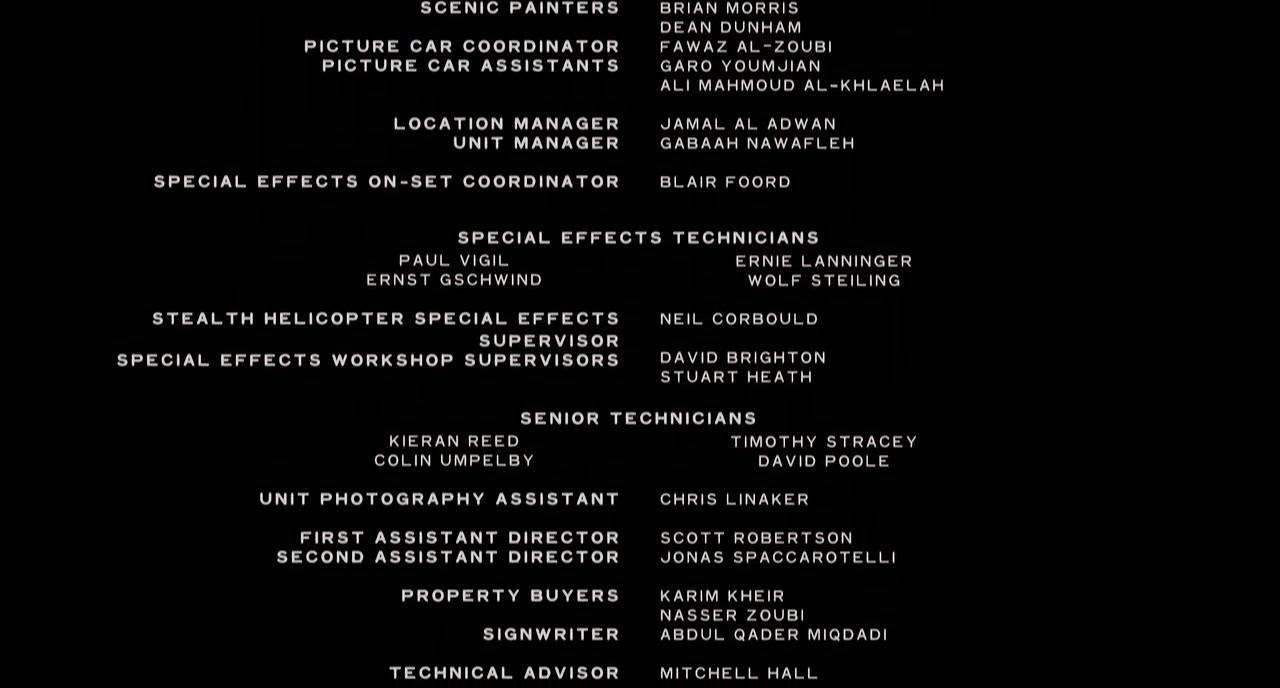 SCENIC PAINTERS BRIAN MORRIS
DEAN DUNHAM
PICTURE CAR COORDINATOR FAWAZ AL-ZOUBI
PICTURE CAR ASSISTANTS GARO YOUMJIAN
ALI MAHMOUD AL-KHLAELAH
LOCATION MANAGER JAMAL AL ADWAN
UNIT MANAGER GABAAH NAWAFLEH
SPECIAL EFFECTS ON-SET COORDINATOR BLAIR FOORD
SPECIAL EFFECTS TECHNICIANS
PAUL VIGIL ERNIE LANNINGER
ERNST GSCHWIND WOLF STEILING
STEALTH HELICOPTER SPECIAL EFFECTS NEIL CORBOULD
SUPERVISOR
SPECIAL EFFECTS WORKSHOP SUPERVISORS DAVID BRIGHTON
STUART HEATH
SENIOR TECHNICIANS
KIERAN REED TIMOTHY STRACEY
COLIN UMPELBY DAVID POOLE
UNIT PHOTOGRAPHY ASSISTANT CHRIS LINAKER
FIRST ASSISTANT DIRECTOR SCOTT ROBERTSON
SECOND ASSISTANT DIRECTOR JONAS SPACCAROTELLI
PROPERTY BUYERS KARIM KHEIR
NASSER ZOUBI
SIGNWRITER ABDUL QADER MIQDADI
TECHNICAL ADVISOR MITCHELL HALL